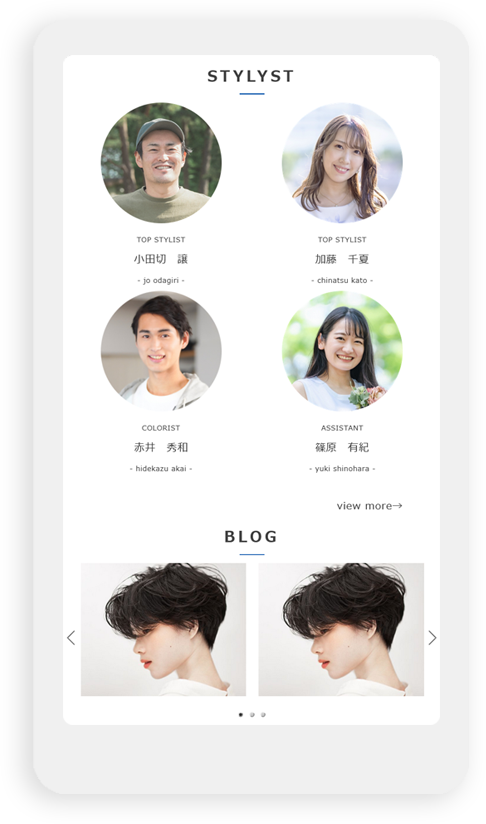 STYLYST
TOP STYLIST
小田切　譲
- jo odagiri -
TOP STYLIST
加藤　千夏
- chinatsu kato -
COLORIST
赤井　秀和
- hidekazu akai -
ASSISTANT
篠原　有紀
- yuki shinohara -
view more→
BLOG